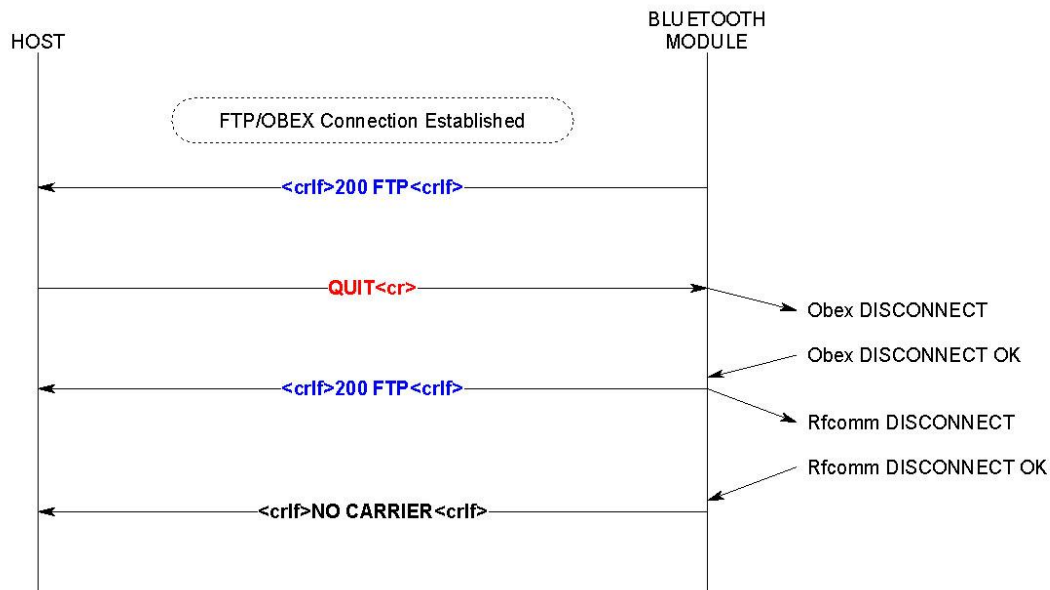 HOST
BLUETOOTH
MODULE
FTP/OBEX Connection Established
<crlf>200 FTP<crlf>
QUIT<cr>
Obex DISCONNECT
Obex DISCONNECT OK
<crlf>200 FTP<crlf>
Rfcomm DISCONNECT
Rfcomm DISCONNECT OK
<crlf>NO CARRIER<crlf>